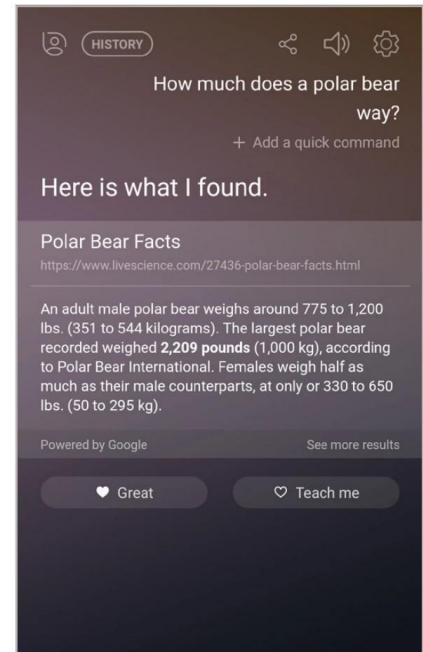 HISTORY
How much does a polar bear
way?
+ Add a quick command
Here is what I found.
Polar Bear Facts
https://www.livescience.com/27436-polar-bear-facts.html
An adult male polar bear weighs around 775 to 1,200
lbs. (351 to 544 kilograms). The largest polar bear
recorded weighed 2,209 pounds (1,000 kg), according
to Polar Bear International. Females weigh half as
much as their male counterparts, at only or 330 to 650
lbs. (50 to 295 kg).
Powered by Google See more results
Great Teach me